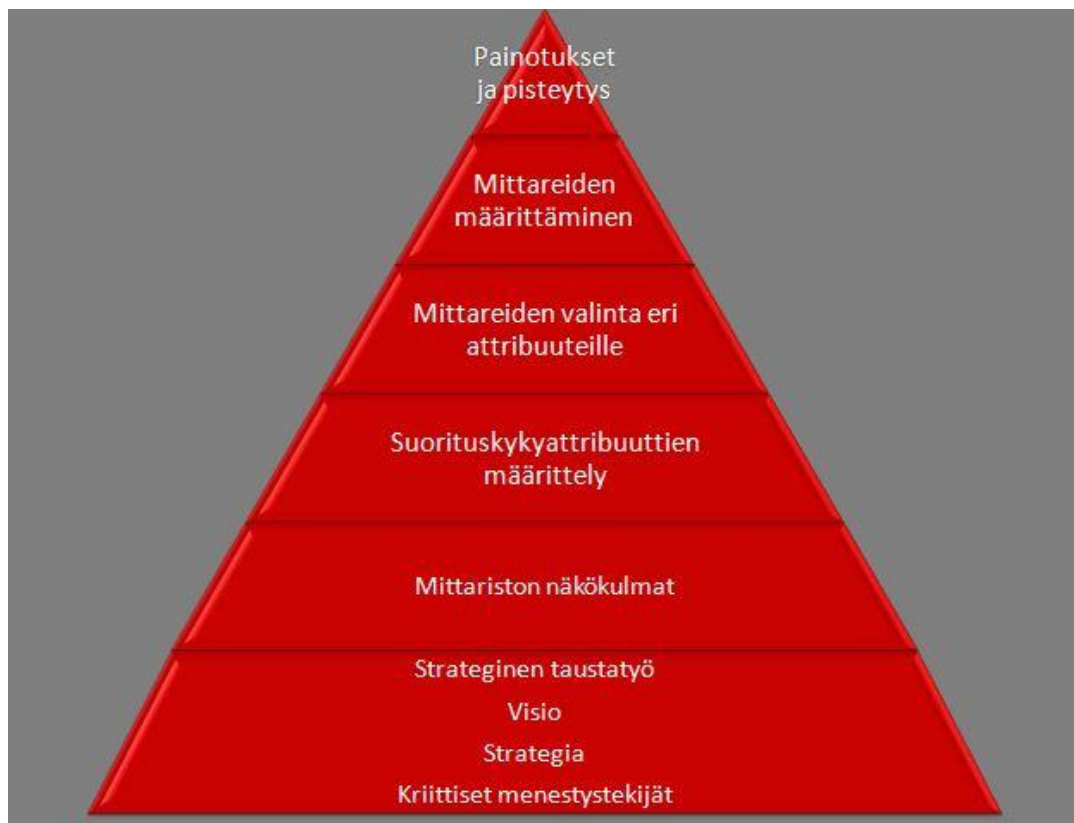 Painotukset
ja pisteytys
Mittareiden
määrittäminen
Mittareiden valinta eri
attribuuteille
Suorituskykyattribuuttien
määrittely
Mittariston näkökulmat
Strateginen taustatyö
Visio
Strategia
Kriittiset menestystekijät